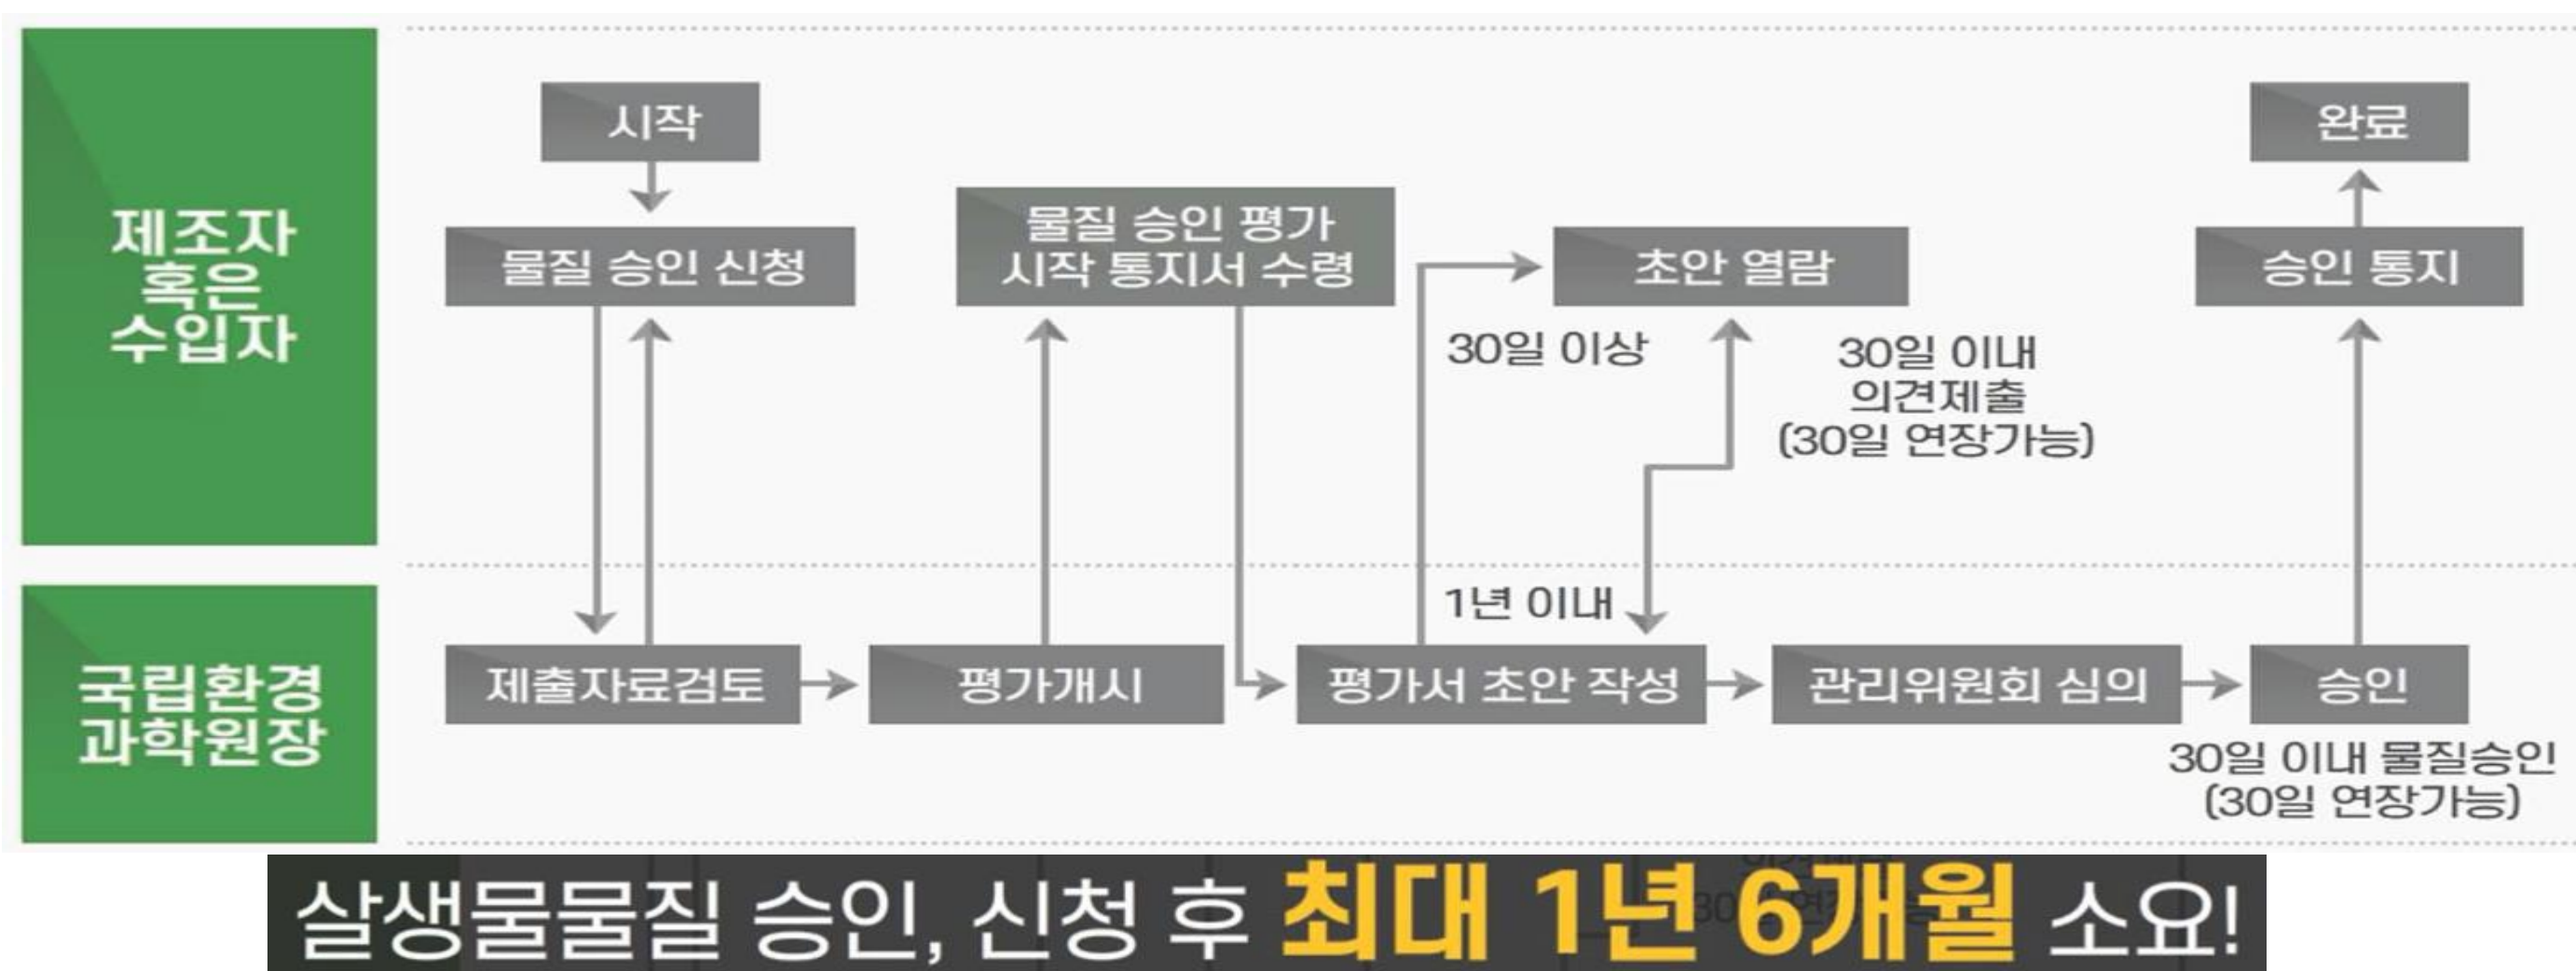 제조자
혹은
수입자
시작
물질 승인 신청
물질 승인 평가
시작 통지서 수령
초안 열람
30일 이상
30일 이내
의견제출
(30일 연장가능)
완료
승인 통지
국립환경
과학원장
제출자료검토
평가개시
1년 이내
평가서 초안 작성
관리위원회 심의
승인
30일 이내 물질승인
(30일 연장가능)
살생물물질 승인, 신청 후 최대 1년 6개월 소요!